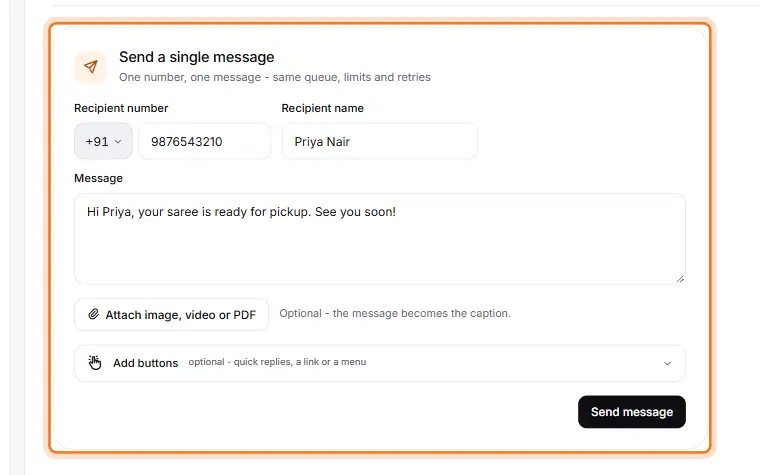 Send a single message
One number, one message - same queue, limits and retries
Recipient number
Recipient name
+91
9876543210
Priya Nair
Message
Hi Priya, your saree is ready for pickup. See you soon!
Attach image, video or PDF
Optional - the message becomes the caption.
Add buttons
optional - quick replies, a link or a menu
Send message